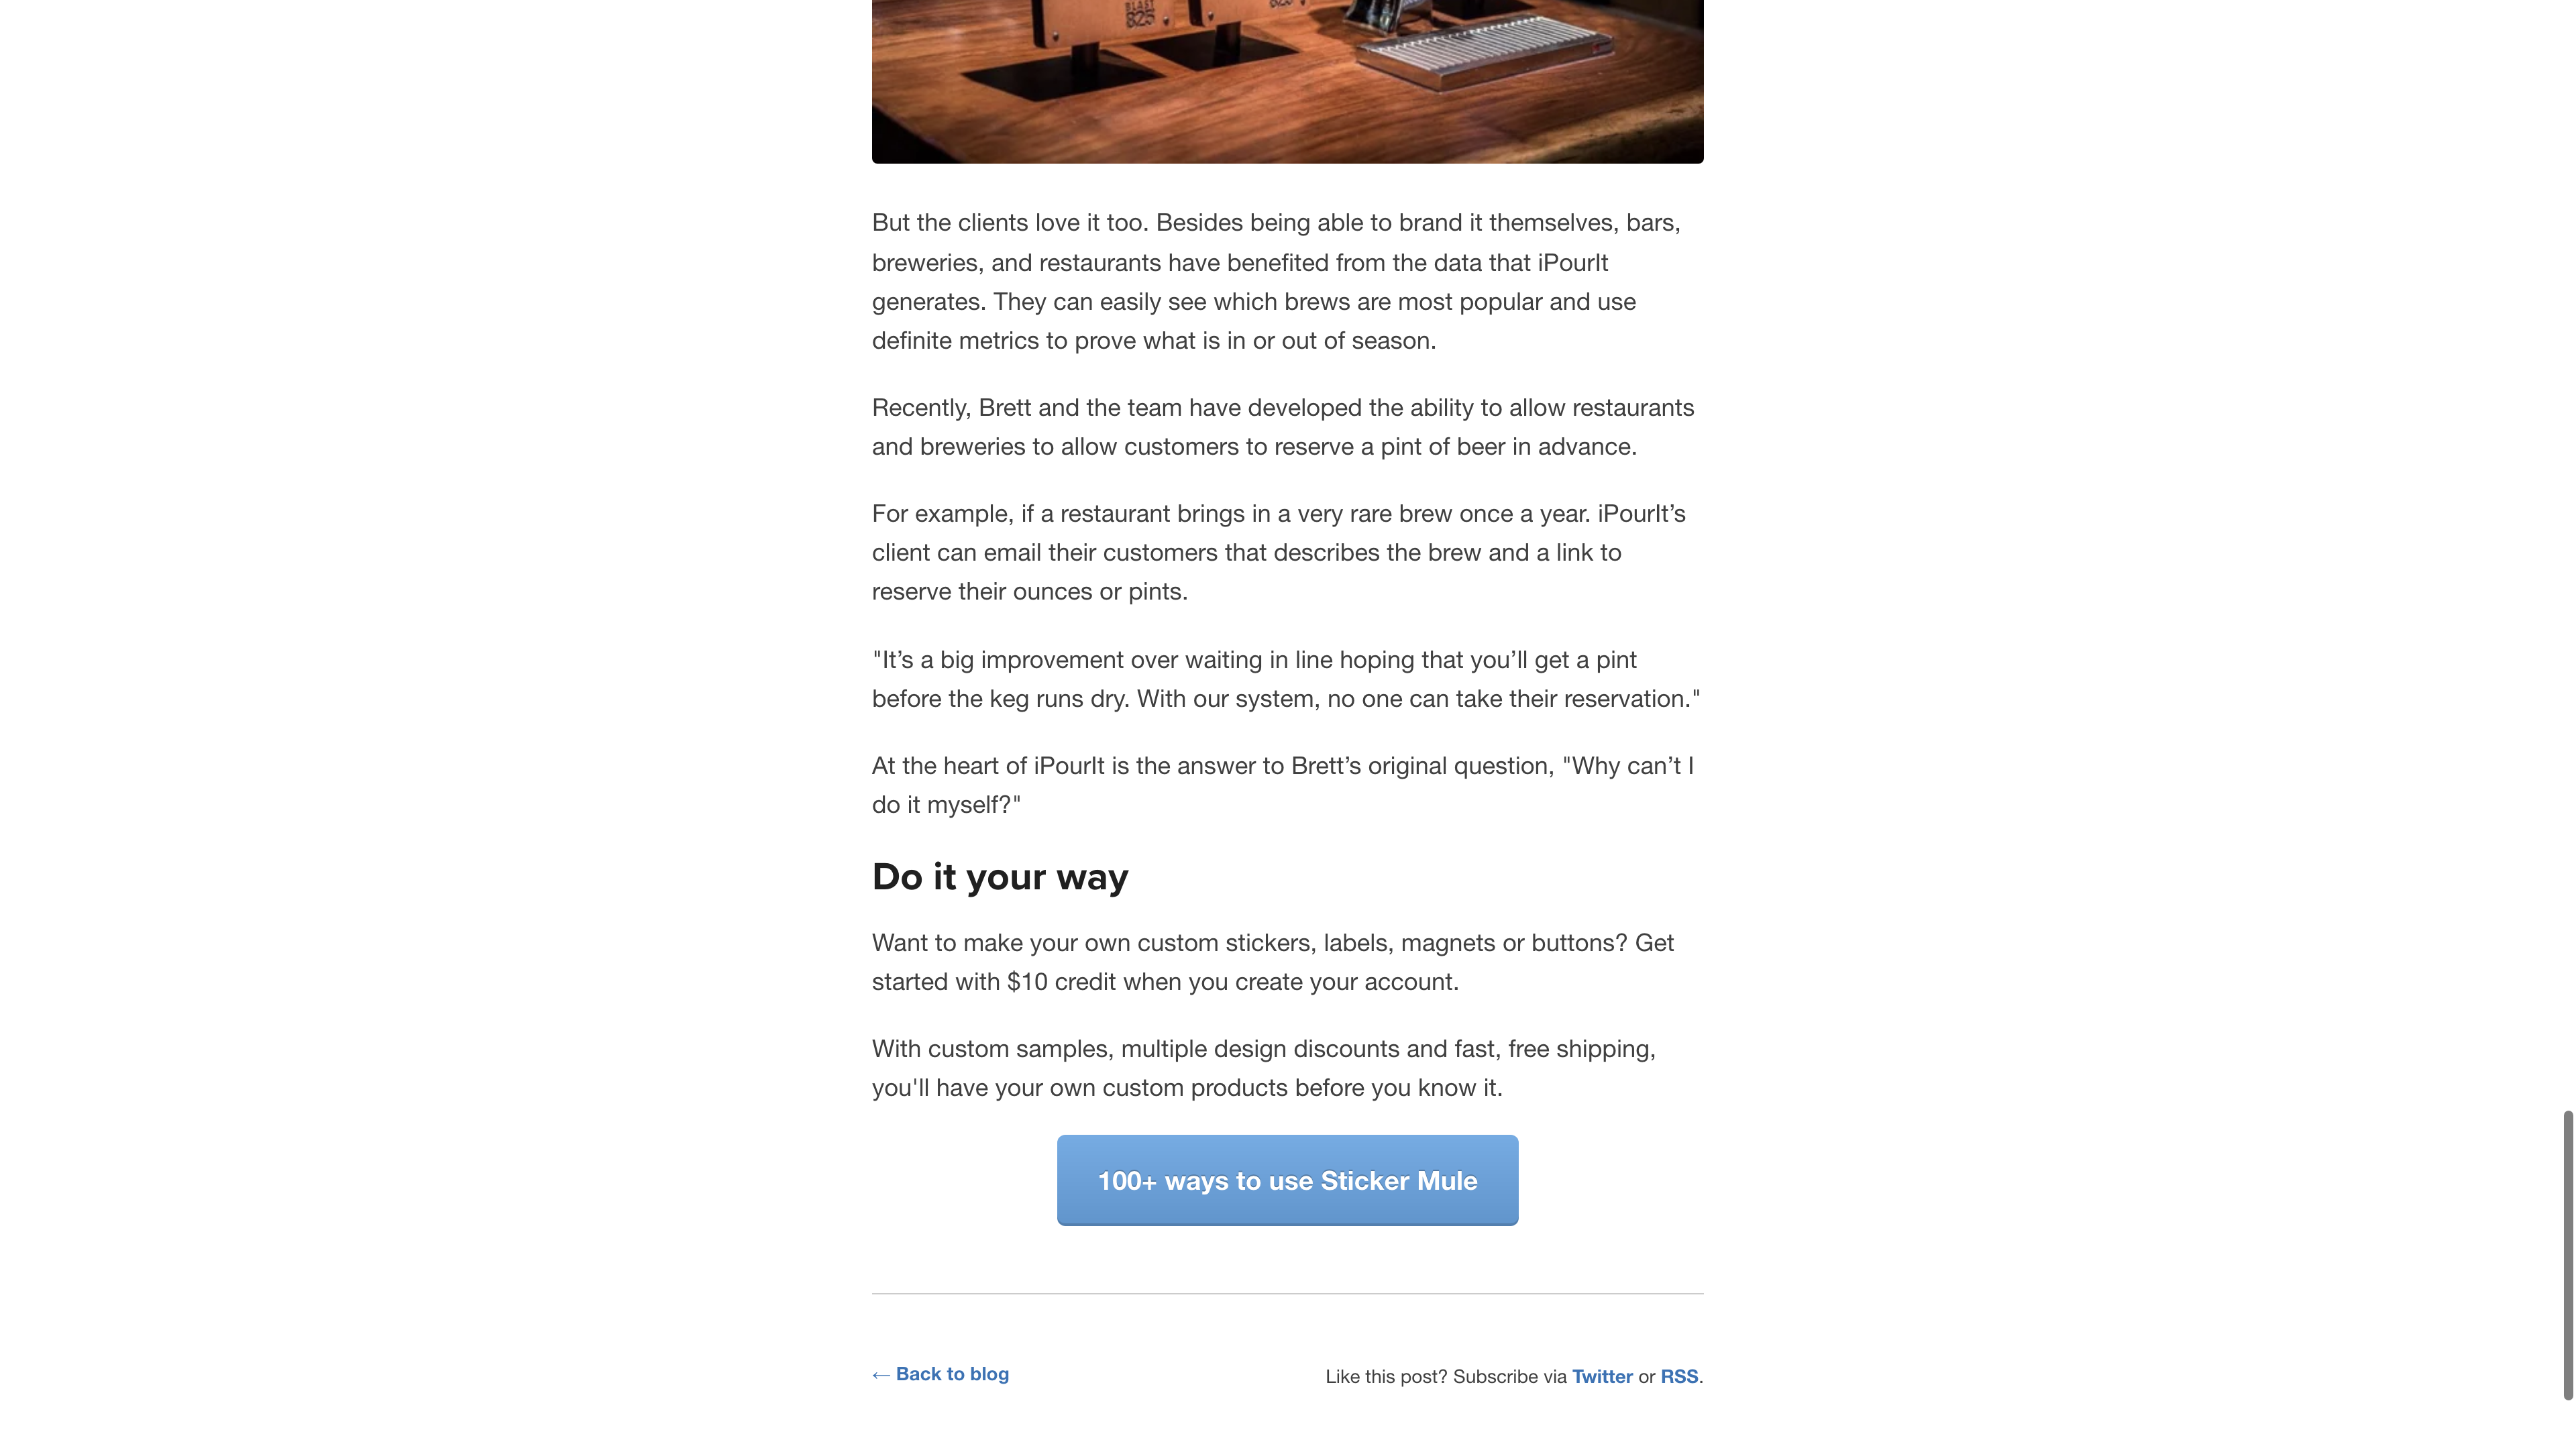 BLAST
825
But the clients love it too. Besides being able to brand it themselves, bars,
breweries, and restaurants have benefited from the data that iPourIt
generates. They can easily see which brews are most popular and use
definite metrics to prove what is in or out of season.
Recently, Brett and the team have developed the ability to allow restaurants
and breweries to allow customers to reserve a pint of beer in advance.
For example, if a restaurant brings in a very rare brew once a year. iPourIt’s
client can email their customers that describes the brew and a link to
reserve their ounces or pints.
"It’s a big improvement over waiting in line hoping that you’ll get a pint
before the keg runs dry. With our system, no one can take their reservation."
At the heart of iPourIt is the answer to Brett’s original question, "Why can’t I
do it myself?"
Do it your way
Want to make your own custom stickers, labels, magnets or buttons? Get
started with $10 credit when you create your account.
With custom samples, multiple design discounts and fast, free shipping,
you'll have your own custom products before you know it.
100+ ways to use Sticker Mule
← Back to blog
Like this post? Subscribe via Twitter or RSS.